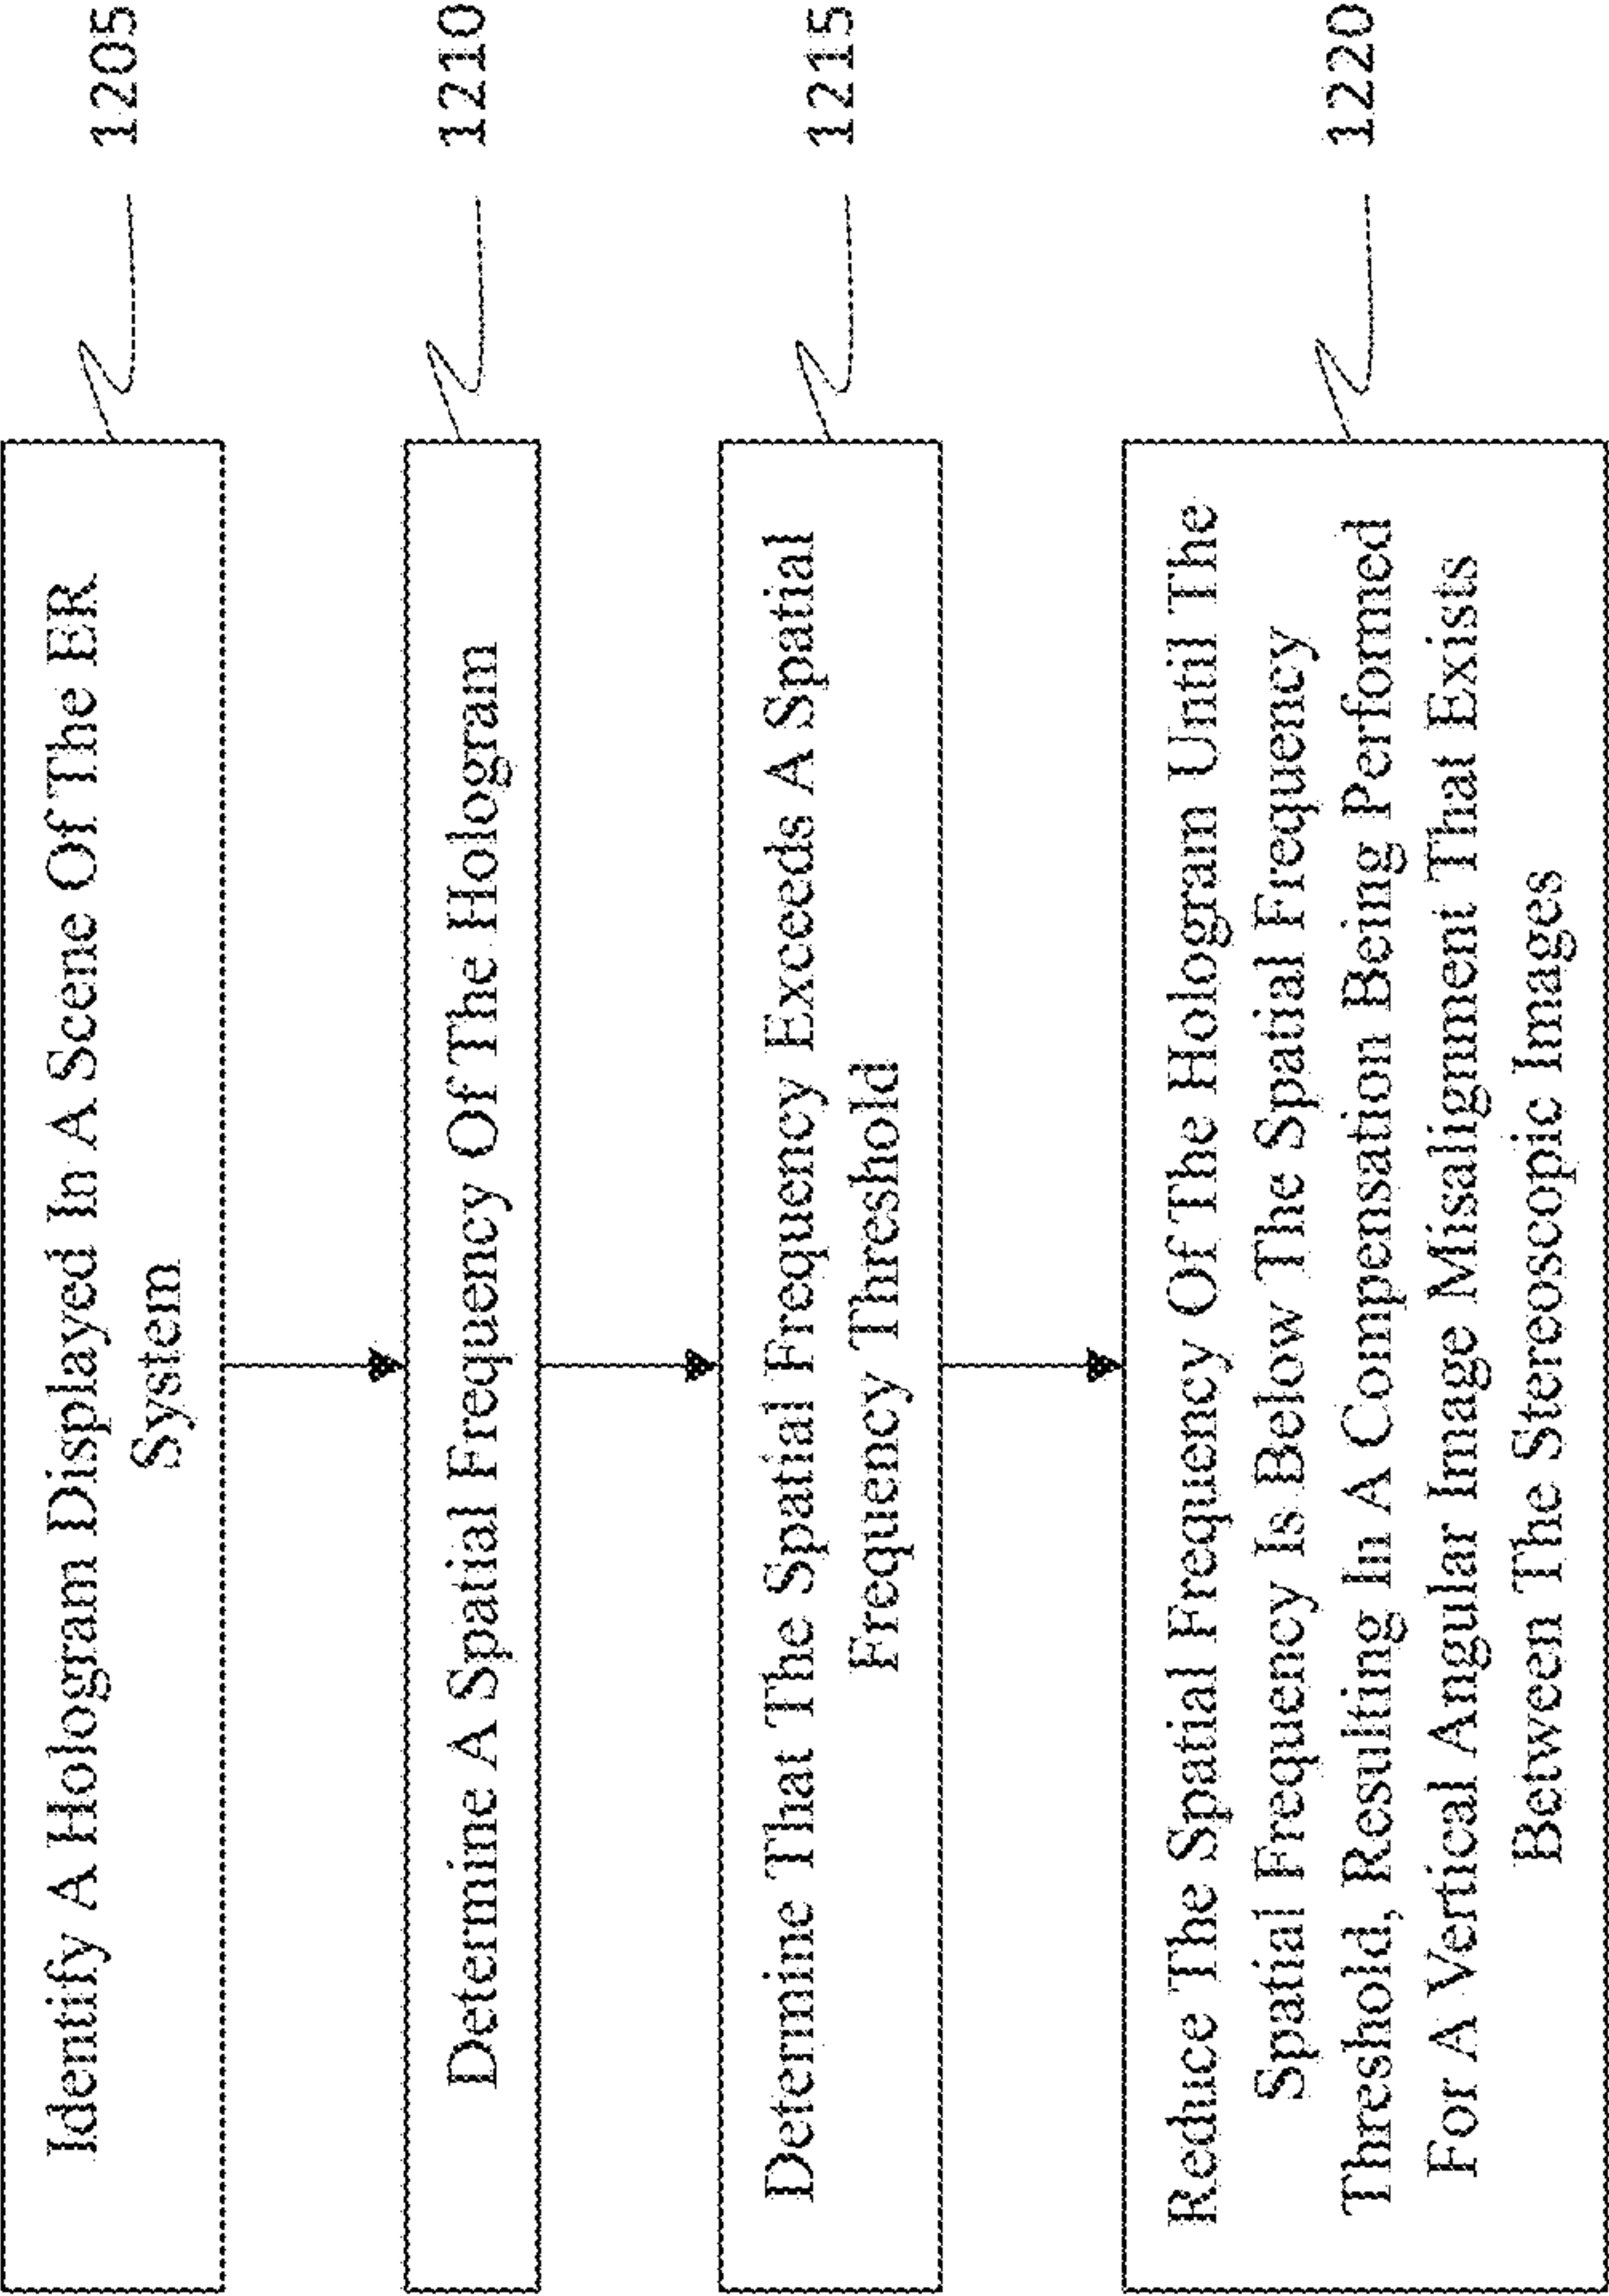 Identify A Hologram Displayed In A Scene Of The ER
System
1205
Determine A Spatial Frequency Of The Hologram
1210
Determine That The Spatial Frequency Exceeds A Spatial
Frequency Threshold
1215
Reduce The Spatial Frequency Of The Hologram Until The
Spatial Frequency Is Below The Spatial Frequency
Threshold, Resulting In A Compensation Being Performed
For A Vertical Angular Image Misalignment That Exists
Between The Stereoscopic Images
1220